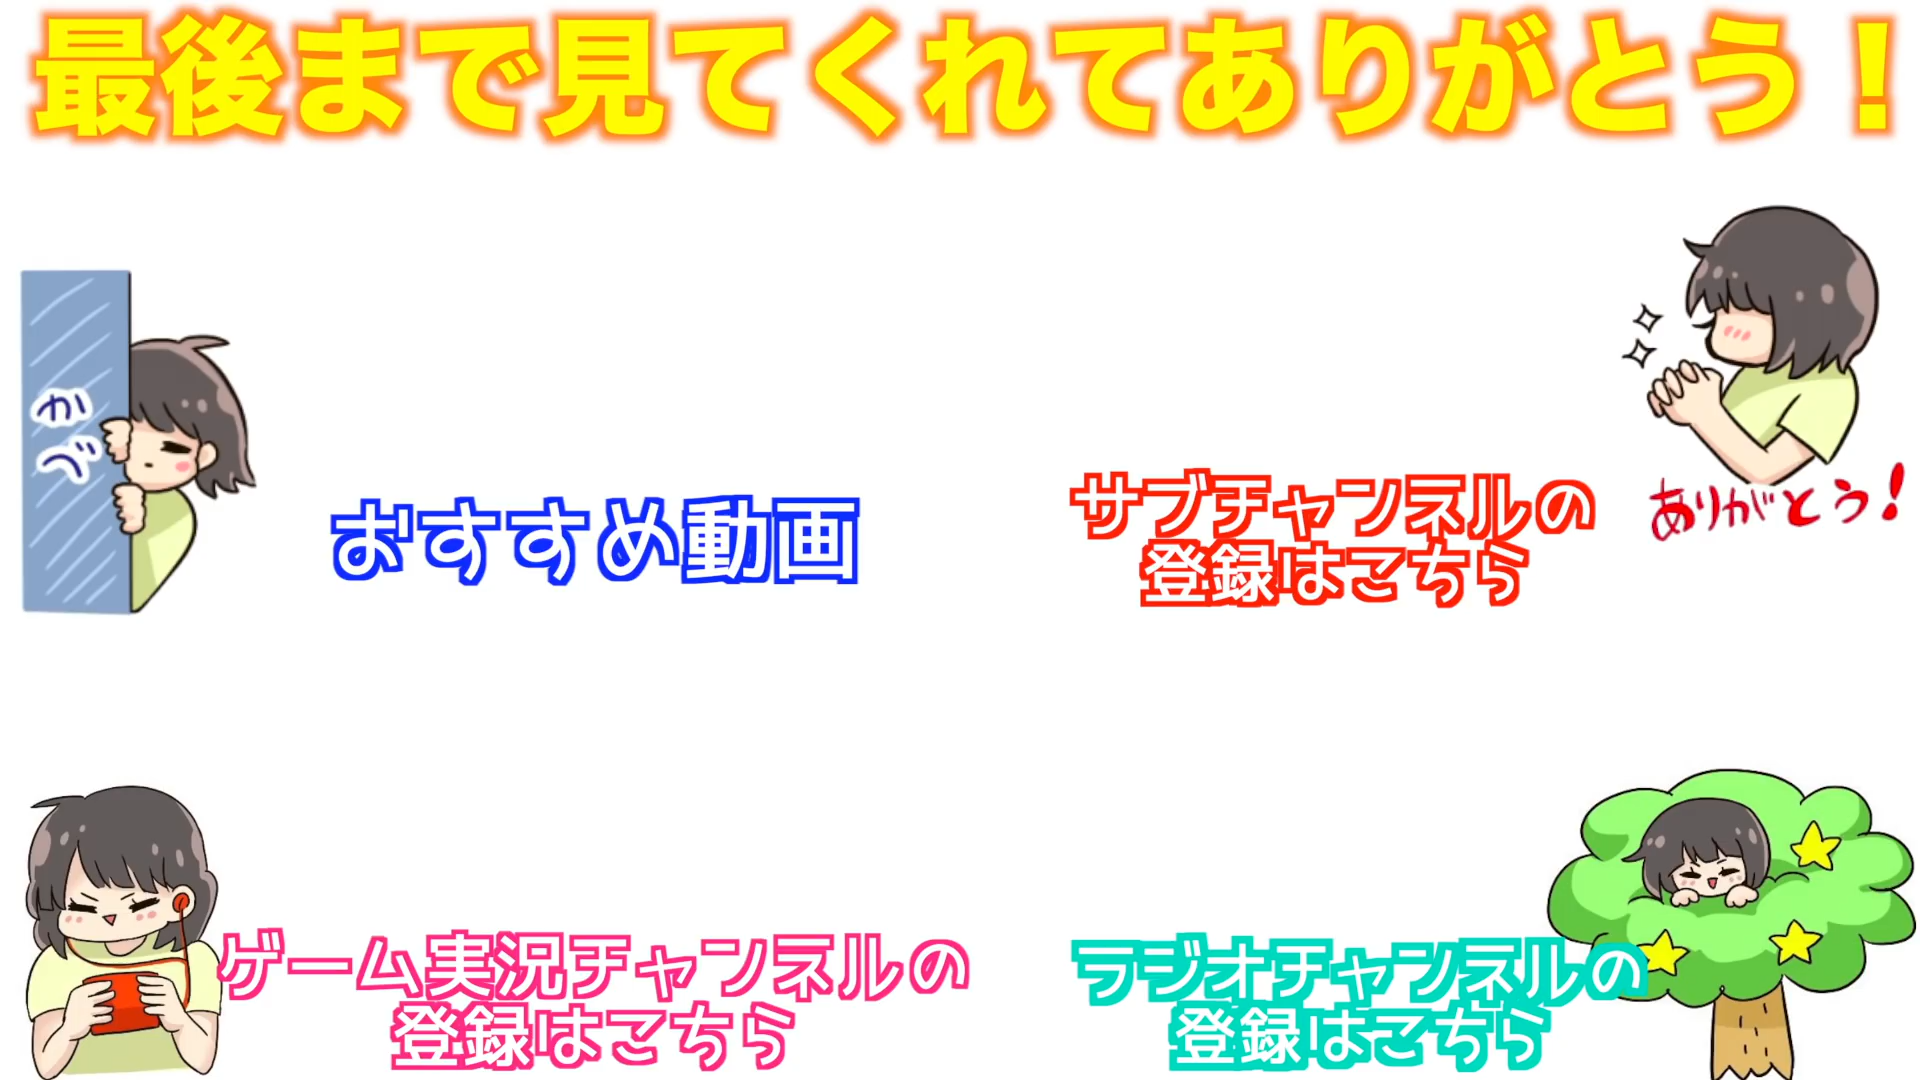 最後まで見てくれてありがとう！
かべ
おすすめ動画
サブチャンネルの
登録はこちら
ありがとう！
ゲーム実況チャンネルの
登録はこちら
ラジオチャンネルの
登録はこちら